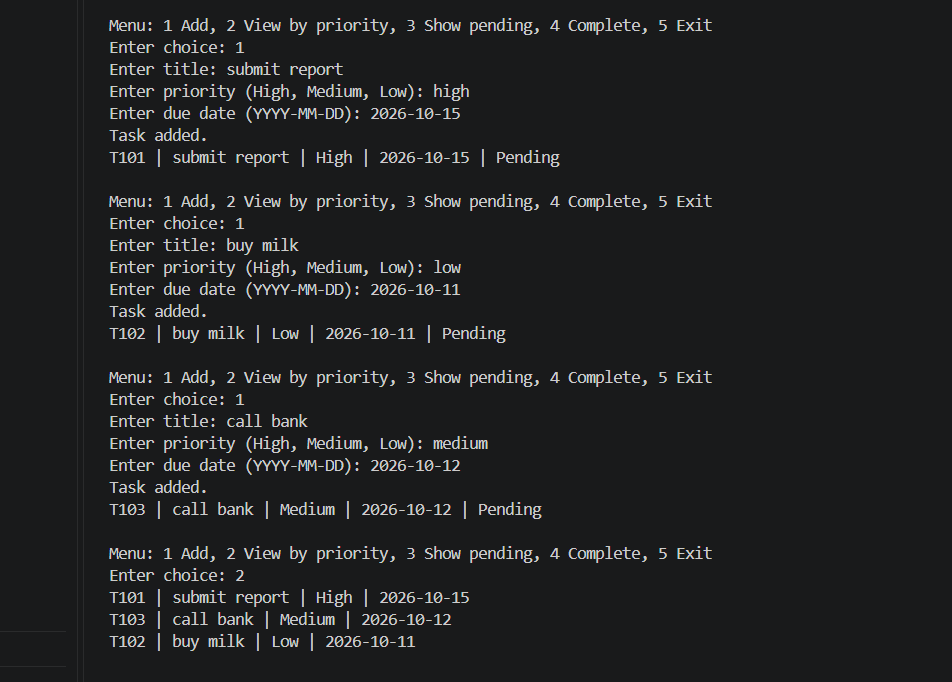 Menu: 1 Add, 2 View by priority, 3 Show pending, 4 Complete, 5 Exit
Enter choice: 1
Enter title: submit report
Enter priority (High, Medium, Low): high
Enter due date (YYYY-MM-DD): 2026-10-15
Task added.
T101 | submit report | High | 2026-10-15 | Pending

Menu: 1 Add, 2 View by priority, 3 Show pending, 4 Complete, 5 Exit
Enter choice: 1
Enter title: buy milk
Enter priority (High, Medium, Low): low
Enter due date (YYYY-MM-DD): 2026-10-11
Task added.
T102 | buy milk | Low | 2026-10-11 | Pending

Menu: 1 Add, 2 View by priority, 3 Show pending, 4 Complete, 5 Exit
Enter choice: 1
Enter title: call bank
Enter priority (High, Medium, Low): medium
Enter due date (YYYY-MM-DD): 2026-10-12
Task added.
T103 | call bank | Medium | 2026-10-12 | Pending

Menu: 1 Add, 2 View by priority, 3 Show pending, 4 Complete, 5 Exit
Enter choice: 2
T101 | submit report | High | 2026-10-15
T103 | call bank | Medium | 2026-10-12
T102 | buy milk | Low | 2026-10-11